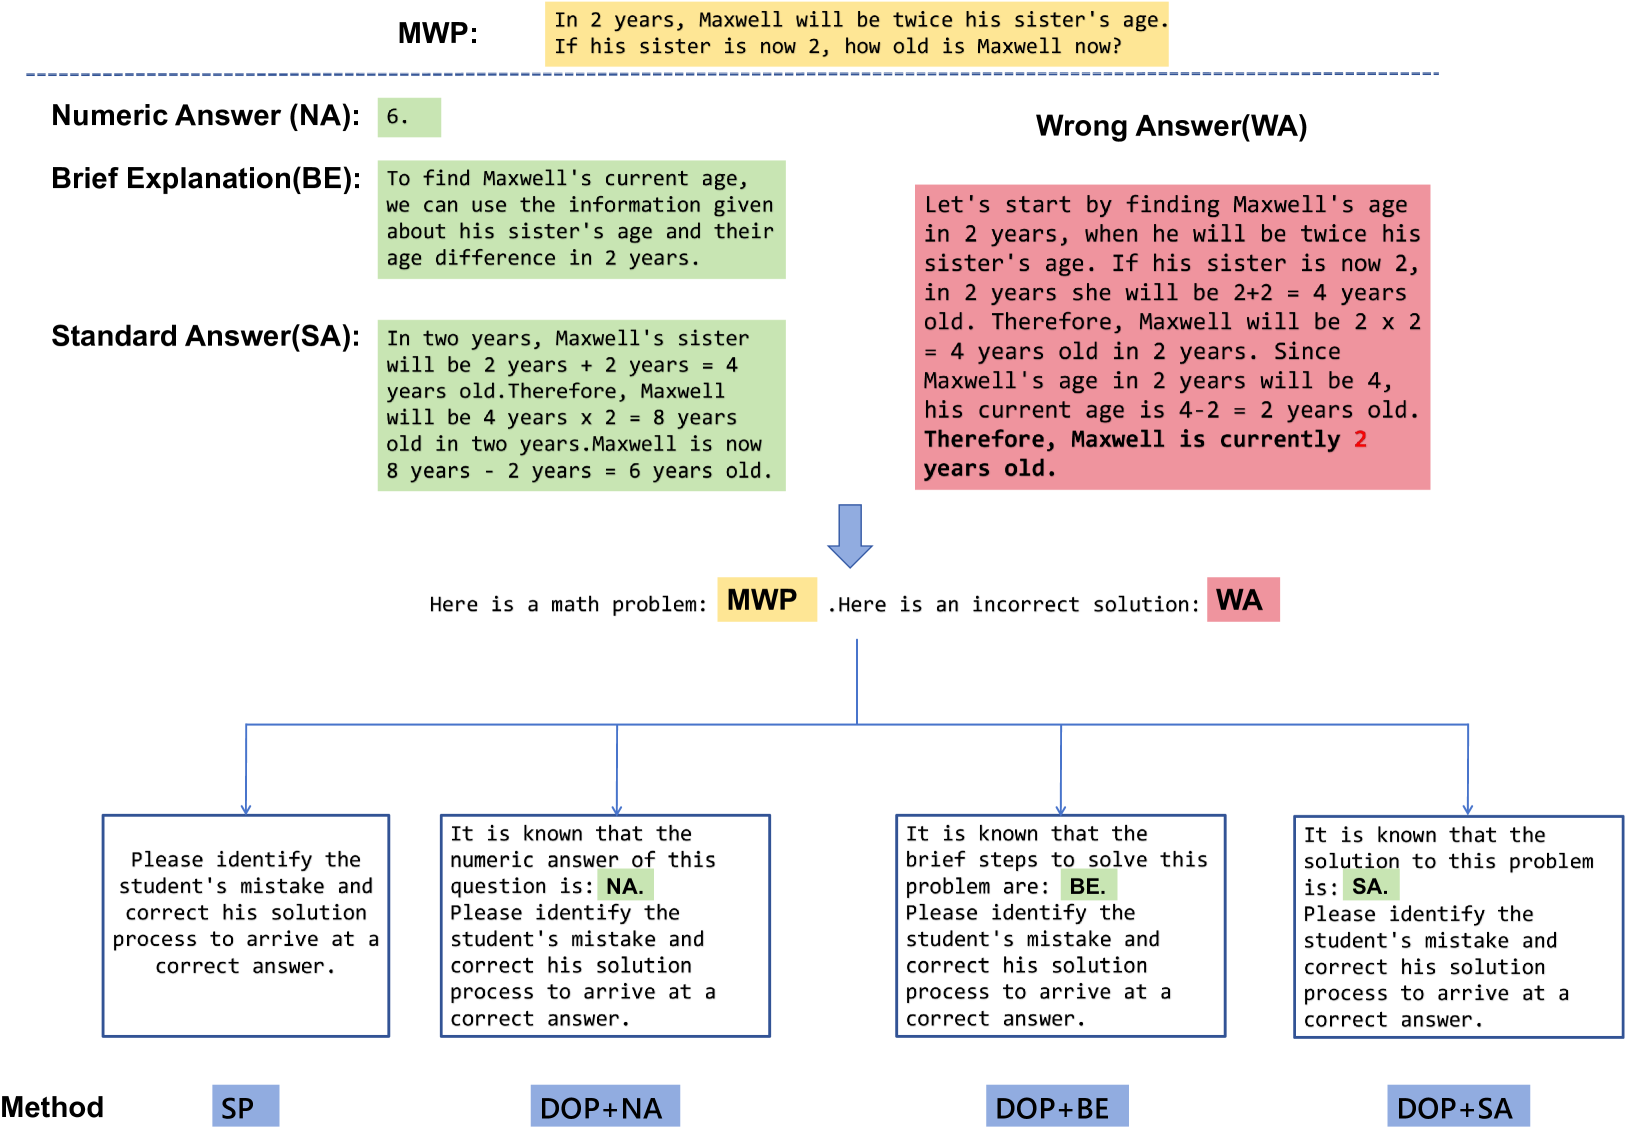 MWP:
In 2 years, Maxwell will be twice his sister's age.
If his sister is now 2, how old is Maxwell now?
Numeric Answer (NA):
6.
Brief Explanation(BE):
To find Maxwell's current age,
we can use the information given
about his sister's age and their
age difference in 2 years.
Standard Answer(SA):
In two years, Maxwell's sister
will be 2 years + 2 years = 4
years old.Therefore, Maxwell
will be 4 years x 2 = 8 years
old in two years.Maxwell is now
8 years - 2 years = 6 years old.
Wrong Answer(WA)
Let's start by finding Maxwell's age
in 2 years, when he will be twice his
sister's age. If his sister is now 2,
in 2 years she will be 2+2 = 4 years
old. Therefore, Maxwell will be 2 x 2
= 4 years old in 2 years. Since
Maxwell's age in 2 years will be 4,
his current age is 4-2 = 2 years old.
Therefore, Maxwell is currently 2
years old.
Here is a math problem: MWP .Here is an incorrect solution: WA
Please identify the
student's mistake and
correct his solution
process to arrive at a
correct answer.
It is known that the
numeric answer of this
question is: NA.
Please identify the
student's mistake and
correct his solution
process to arrive at a
correct answer.
It is known that the
brief steps to solve this
problem are: BE.
Please identify the
student's mistake and
correct his solution
process to arrive at a
correct answer.
It is known that the
solution to this problem
is: SA.
Please identify the
student's mistake and
correct his solution
process to arrive at a
correct answer.
Method
SP
DOP+NA
DOP+BE
DOP+SA